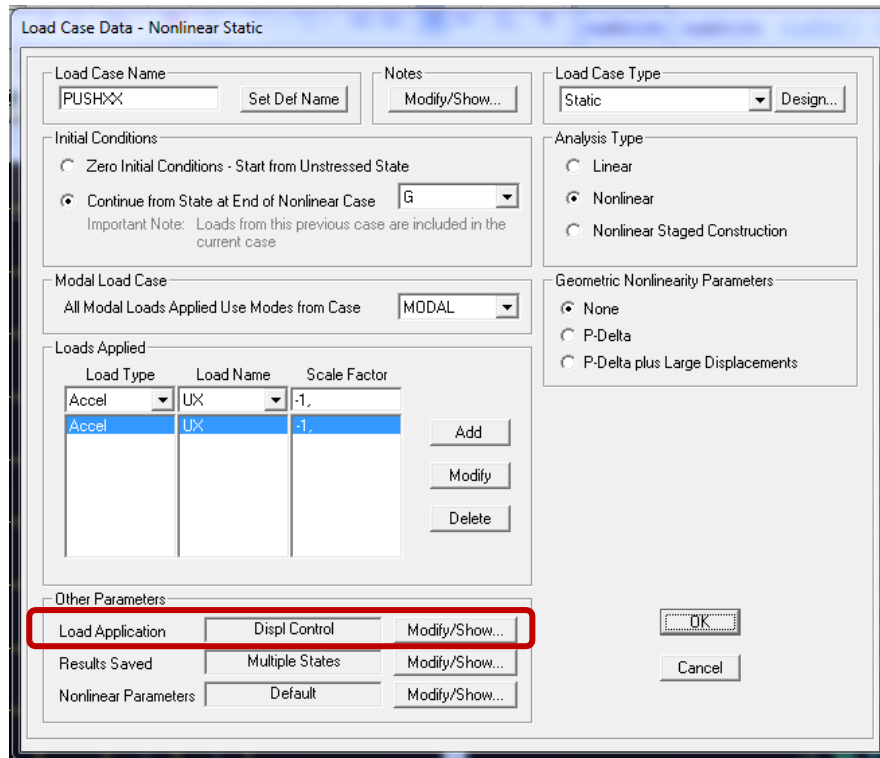 Load Case Data - Nonlinear Static
Load Case Name
PUSHXX
Set Def Name
Notes
Modify/Show...
Load Case Type
Static
Design...
Initial Conditions
Zero Initial Conditions - Start from Unstressed State
Continue from State at End of Nonlinear Case
G
Important Note: Loads from this previous case are included in the
current case
Analysis Type
Linear
Nonlinear
Nonlinear Staged Construction
Modal Load Case
All Modal Loads Applied Use Modes from Case
MODAL
Geometric Nonlinearity Parameters
None
P-Delta
P-Delta plus Large Displacements
Loads Applied
Load Type Load Name Scale Factor
Accel UX -1,
Accel UX -1,
Add
Modify
Delete
Other Parameters
Load Application Displ Control Modify/Show...
Results Saved Multiple States Modify/Show...
Nonlinear Parameters Default Modify/Show...
OK
Cancel